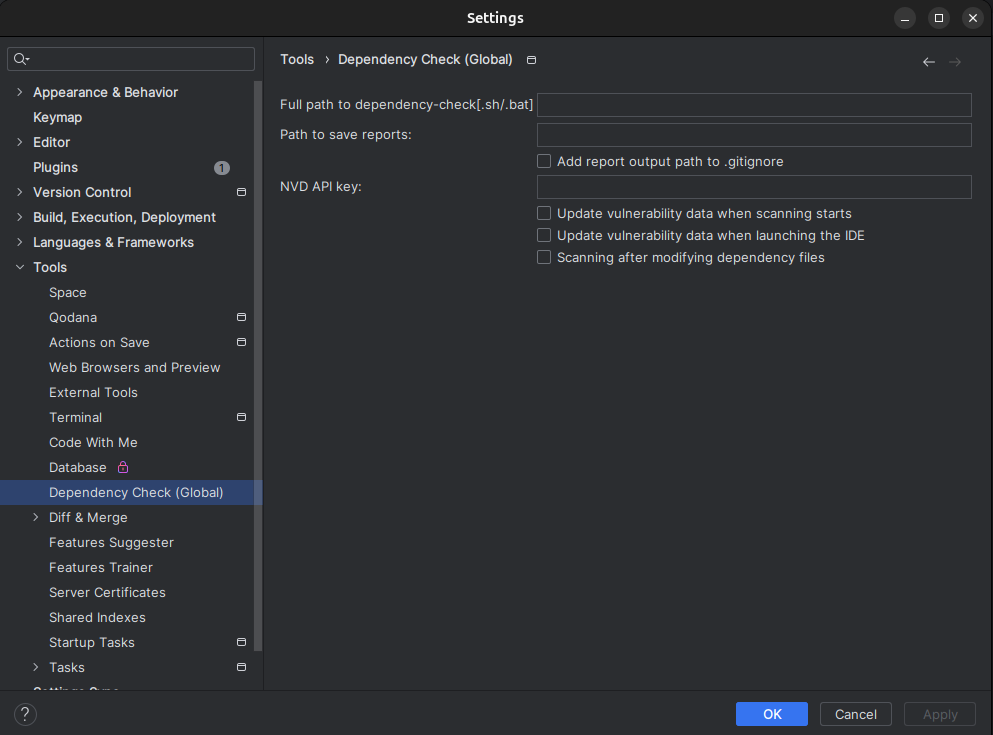 Settings
Tools › Dependency Check (Global)
Appearance & Behavior
Keymap
Editor
Plugins 1
Version Control
Build, Execution, Deployment
Languages & Frameworks
Tools
Space
Qodana
Actions on Save
Web Browsers and Preview
External Tools
Terminal
Code With Me
Database
Dependency Check (Global)
Diff & Merge
Features Suggester
Features Trainer
Server Certificates
Shared Indexes
Startup Tasks
Tasks
Settings Sync
Full path to dependency-check[.sh/.bat]
Path to save reports:
Add report output path to .gitignore
NVD API key:
Update vulnerability data when scanning starts
Update vulnerability data when launching the IDE
Scanning after modifying dependency files
?
OK
Cancel
Apply